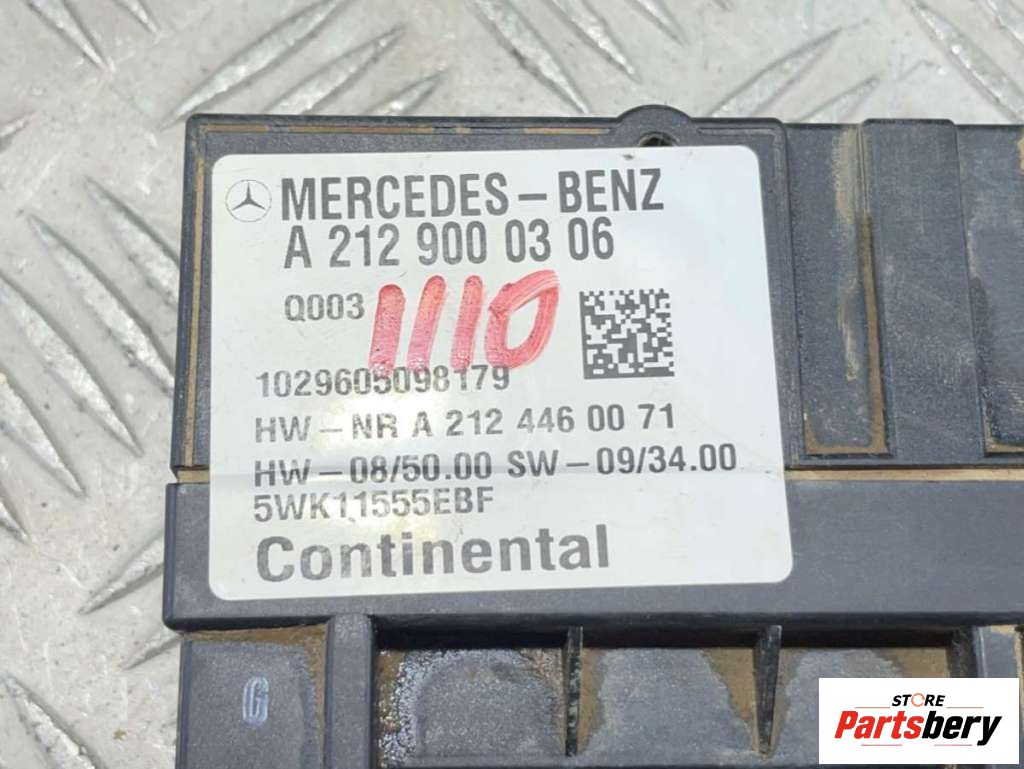 MERCEDES-BENZ
A 212 900 03 06
Q003
1110
1029605098179
HW-NR A 212 446 00 71
HW-08/50.00 SW-09/34.00
5WK11555EBF
Continental
G
STORE
Partsbery